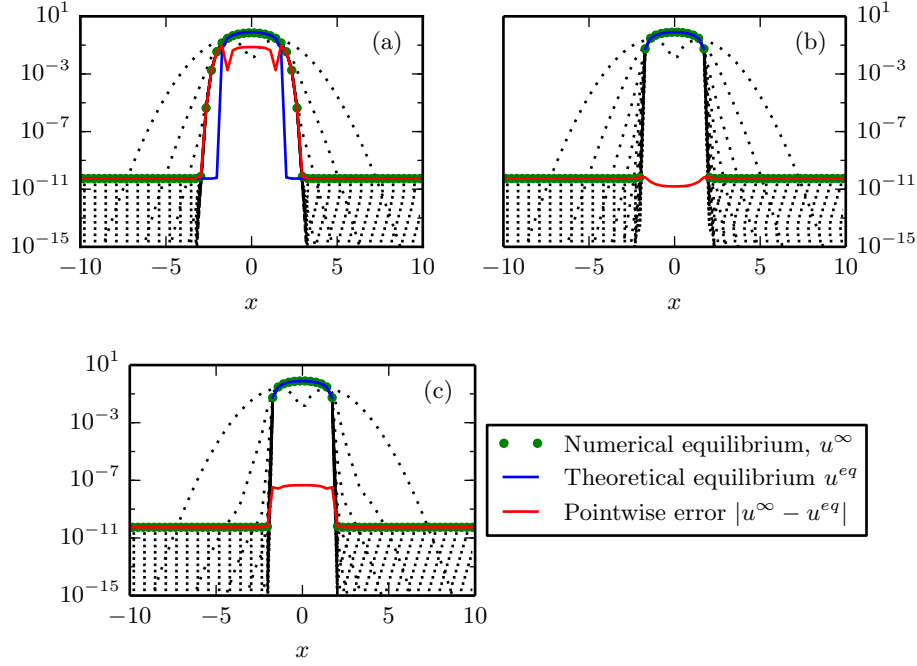 10^1
10^{-3}
10^{-7}
10^{-11}
10^{-15}
−10 −5 0 5 10
x
(a)
10^1
10^{-3}
10^{-7}
10^{-11}
10^{-15}
−10 −5 0 5 10
x
(b)
10^1
10^{-3}
10^{-7}
10^{-11}
10^{-15}
−10 −5 0 5 10
x
(c)
Numerical equilibrium, u^∞
Theoretical equilibrium u^{eq}
Pointwise error |u^∞ − u^{eq}|